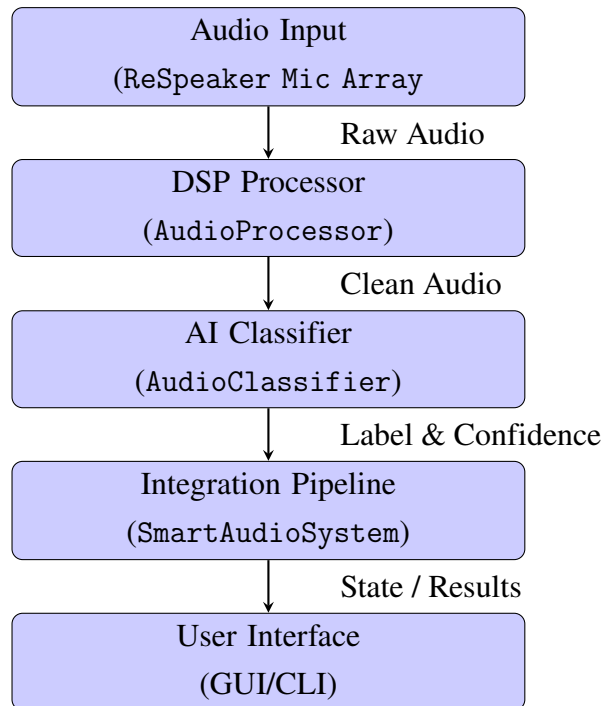 Audio Input
(ReSpeaker Mic Array
Raw Audio
DSP Processor
(AudioProcessor)
Clean Audio
AI Classifier
(AudioClassifier)
Label & Confidence
Integration Pipeline
(SmartAudioSystem)
State / Results
User Interface
(GUI/CLI)